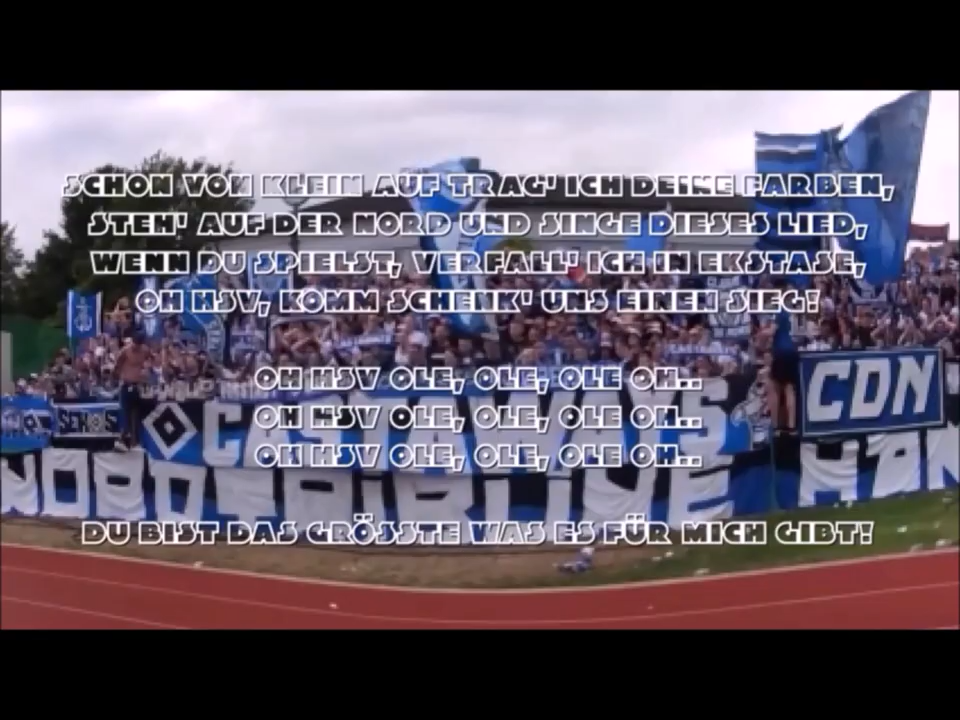 SCHON VON KLEIN AUF TRAG' ICH DEINE FARBEN,
STEH' AUF DER NORD UND SINGE DIESES LIED,
WENN DU SPIELST, VERFALL' ICH IN EKSTASE,
OH HSV, KOMM SCHENK' UNS EINEN SIEG!
OH HSV OLE, OLE, OLE OH..
OH HSV OLE, OLE, OLE OH..
OH HSV OLE, OLE, OLE OH..
DU BIST DAS GRÖSSTE WAS ES FÜR MICH GIBT!
CDN
CASTAWAYS
NORDTRIBÜNE